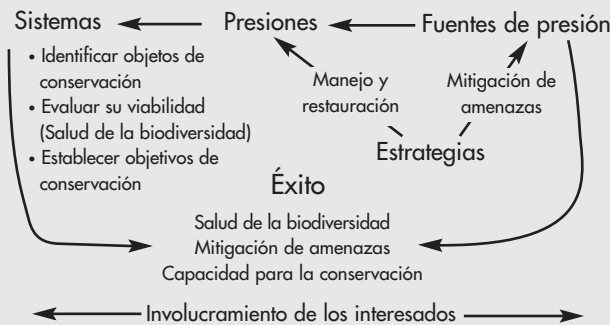 Sistemas
Presiones
Fuentes de presión
• Identificar objetos de
conservación
• Evaluar su viabilidad
(Salud de la biodiversidad)
• Establecer objetivos de
conservación
Manejo y
restauración
Mitigación de
amenazas
Estrategias
Éxito
Salud de la biodiversidad
Mitigación de amenazas
Capacidad para la conservación
Involucramiento de los interesados